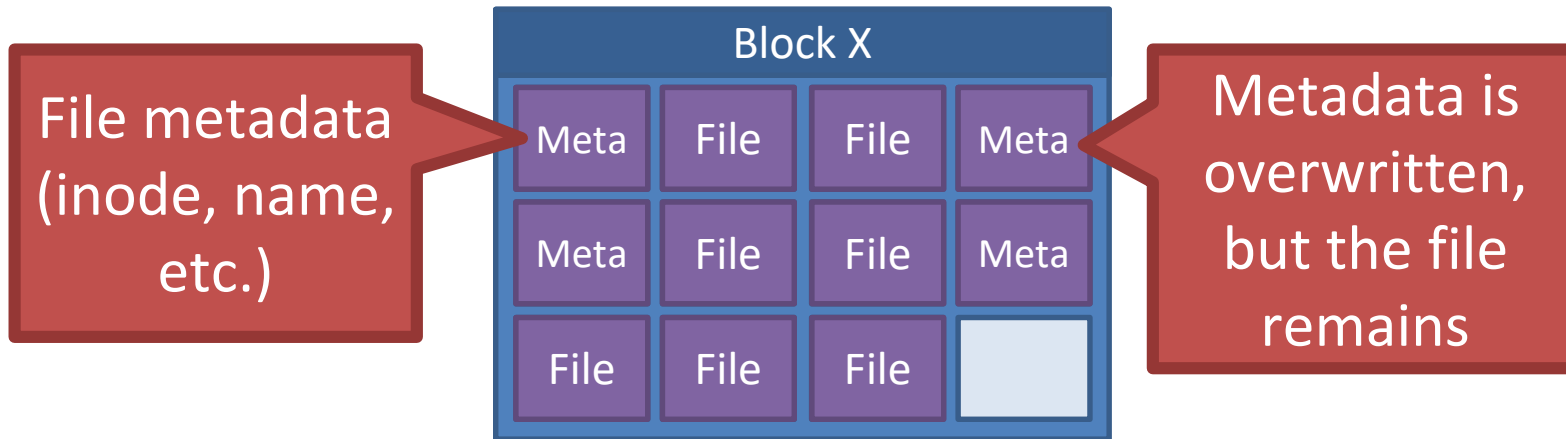 Block X
File metadata
(inode, name,
etc.)
Meta File File Meta
Meta File File Meta
File File File
Metadata is
overwritten,
but the file
remains